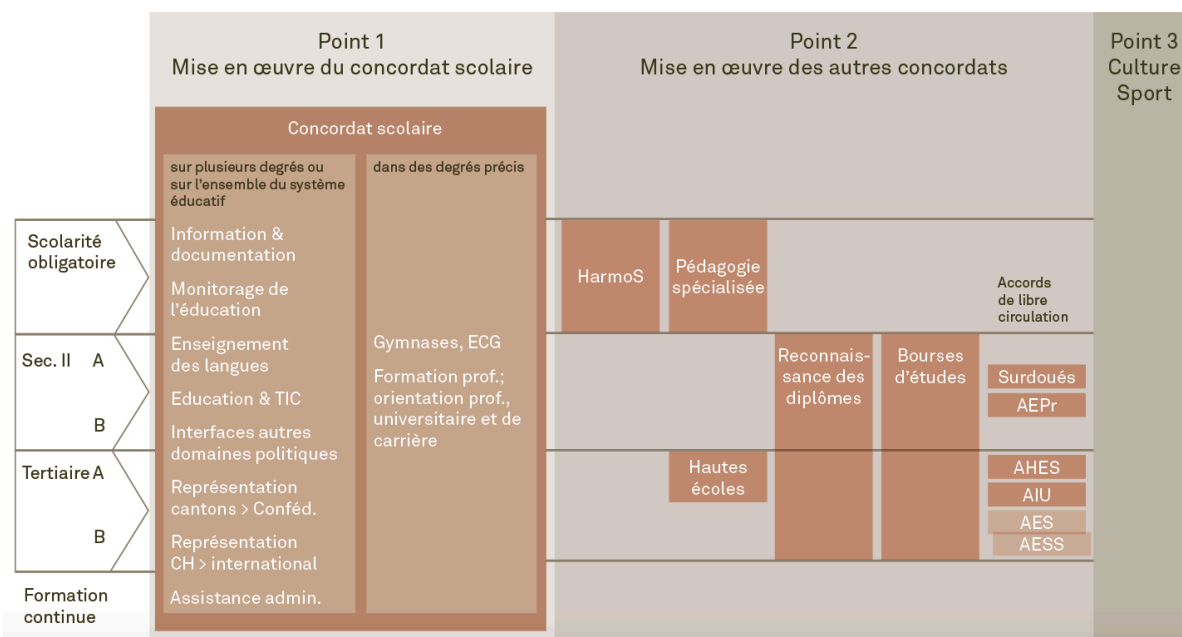 Point 1
Mise en œuvre du concordat scolaire
Point 2
Mise en œuvre des autres concordats
Point 3
Culture
Sport
Concordat scolaire
sur plusieurs degrés ou
sur l'ensemble du système
éducatif
dans des degrés précis
Scolarité
obligatoire
Sec. II A
B
Tertiaire A
B
Formation
continue
Information &
documentation
Monitorage de
l'éducation
Enseignement
des langues
Education & TIC
Interfaces autres
domaines politiques
Représentation
cantons > Conféd.
Représentation
CH > international
Assistance admin.
Gymnases, ECG
Formation prof.;
orientation prof.,
universitaire et de
carrière
HarmoS
Pédagogie
spécialisée
Accords
de libre
circulation
Reconnais-
sance des
diplômes
Bourses
d'études
Surdoués
AEPr
Hautes
écoles
AHES
AIU
AES
AESS